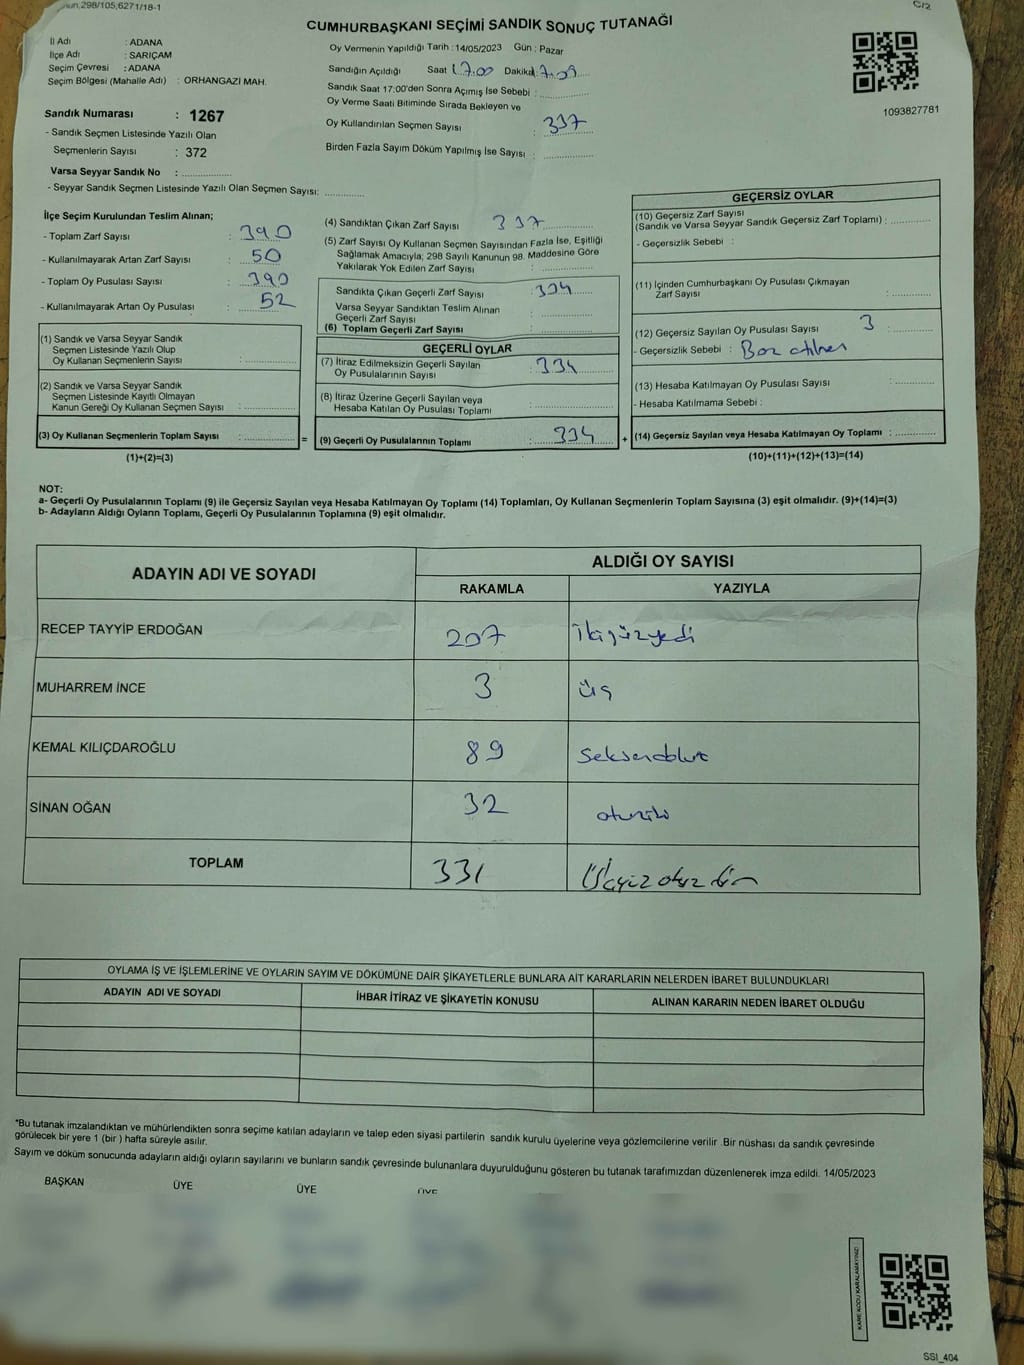 298/105,6271/18-1
C/2
CUMHURBAŞKANI SEÇİMİ SANDIK SONUÇ TUTANAĞI
İl Adı : ADANA
İlçe Adı : SARIÇAM
Seçim Çevresi : ADANA
Seçim Bölgesi (Mahalle Adı) : ORHANGAZİ MAH.
Oy Vermenin Yapıldığı Tarih : 14/05/2023 Gün : Pazar
Sandığın Açıldığı Saat 17.00 Dakika
Sandık Saat 17:00'den Sonra Açımış İse Sebebi :
Oy Verme Saati Bitiminde Sırada Bekleyen ve
Oy Kullandırılan Seçmen Sayısı : 337
Birden Fazla Sayım Döküm Yapılmış İse Sayısı :
1093827781
Sandık Numarası : 1267
- Sandık Seçmen Listesinde Yazılı Olan
Seçmenlerin Sayısı : 372
Varsa Seyyar Sandık No :
- Seyyar Sandık Seçmen Listesinde Yazılı Olan Seçmen Sayısı:
İlçe Seçim Kurulundan Teslim Alınan;
- Toplam Zarf Sayısı : 390
- Kullanılmayarak Artan Zarf Sayısı : 50
- Toplam Oy Pusulası Sayısı : 390
- Kullanılmayarak Artan Oy Pusulası : 52
(1) Sandık ve Varsa Seyyar Sandık
Seçmen Listesinde Yazılı Olup
Oy Kullanan Seçmenlerin Sayısı :
(2) Sandık ve Varsa Seyyar Sandık
Seçmen Listesinde Kayıtlı Olmayan
Kanun Gereği Oy Kullanan Seçmen Sayısı :
(3) Oy Kullanan Seçmenlerin Toplam Sayısı : =
(1)+(2)=(3)
(4) Sandıktan Çıkan Zarf Sayısı : 337
(5) Zarf Sayısı Oy Kullanan Seçmen Sayısından Fazla İse, Eşitliği
Sağlamak Amacıyla; 298 Sayılı Kanunun 98. Maddesine Göre
Yakılarak Yok Edilen Zarf Sayısı :
Sandıkta Çıkan Geçerli Zarf Sayısı : 334
Varsa Seyyar Sandıktan Teslim Alınan
Geçerli Zarf Sayısı :
(6) Toplam Geçerli Zarf Sayısı :
GEÇERLİ OYLAR
(7) İtiraz Edilmeksizin Geçerli Sayılan
Oy Pusulalarının Sayısı : 334
(8) İtiraz Üzerine Geçerli Sayılan veya
Hesaba Katılan Oy Pusulası Toplamı :
(9) Geçerli Oy Pusulalarının Toplamı : 334 +
GEÇERSİZ OYLAR
(10) Geçersiz Zarf Sayısı
(Sandık ve Varsa Seyyar Sandık Geçersiz Zarf Toplamı) :
- Geçersizlik Sebebi :
(11) İçinden Cumhurbaşkanı Oy Pusulası Çıkmayan
Zarf Sayısı :
(12) Geçersiz Sayılan Oy Pusulası Sayısı : 3
- Geçersizlik Sebebi :
(13) Hesaba Katılmayan Oy Pusulası Sayısı :
- Hesaba Katılmama Sebebi :
(14) Geçersiz Sayılan veya Hesaba Katılmayan Oy Toplamı :
(10)+(11)+(12)+(13)=(14)
NOT:
a- Geçerli Oy Pusulalarının Toplamı (9) ile Geçersiz Sayılan veya Hesaba Katılmayan Oy Toplamı (14) Toplamları, Oy Kullanan Seçmenlerin Toplam Sayısına (3) eşit olmalıdır. (9)+(14)=(3)
b- Adayların Aldığı Oyların Toplamı, Geçerli Oy Pusulalarının Toplamına (9) eşit olmalıdır.
ADAYIN ADI VE SOYADI ALDIĞI OY SAYISI
RAKAMLA YAZIYLA
RECEP TAYYİP ERDOĞAN 207 ikiyüzyedi
MUHARREM İNCE 3 üç
KEMAL KILIÇDAROĞLU 89 seksendokuz
SİNAN OĞAN 32 otuziki
TOPLAM 331 Üçyüz otuz bir
OYLAMA İŞ VE İŞLEMLERİNE VE OYLARIN SAYIM VE DÖKÜMÜNE DAİR ŞİKAYETLERLE BUNLARA AİT KARARLARIN NELERDEN İBARET BULUNDUKLARI
ADAYIN ADI VE SOYADI İHBAR İTİRAZ VE ŞİKAYETİN KONUSU ALINAN KARARIN NEDEN İBARET OLDUĞU
"Bu tutanak imzalandıktan ve mühürlendikten sonra seçime katılan adayların ve talep eden siyasi partilerin sandık kurulu üyelerine veya gözlemcilerine verilir .Bir nüshası da sandık çevresinde
görülecek bir yere 1 (bir ) hafta süreyle asılır.
Sayım ve döküm sonucunda adayların aldığı oyların sayılarını ve bunların sandık çevresinde bulunanlara duyurulduğunu gösteren bu tutanak tarafımızdan düzenlenerek imza edildi. 14/05/2023
BAŞKAN ÜYE ÜYE ÜYE
KARE KODU KARALAMAYINIZ!
SSI_404